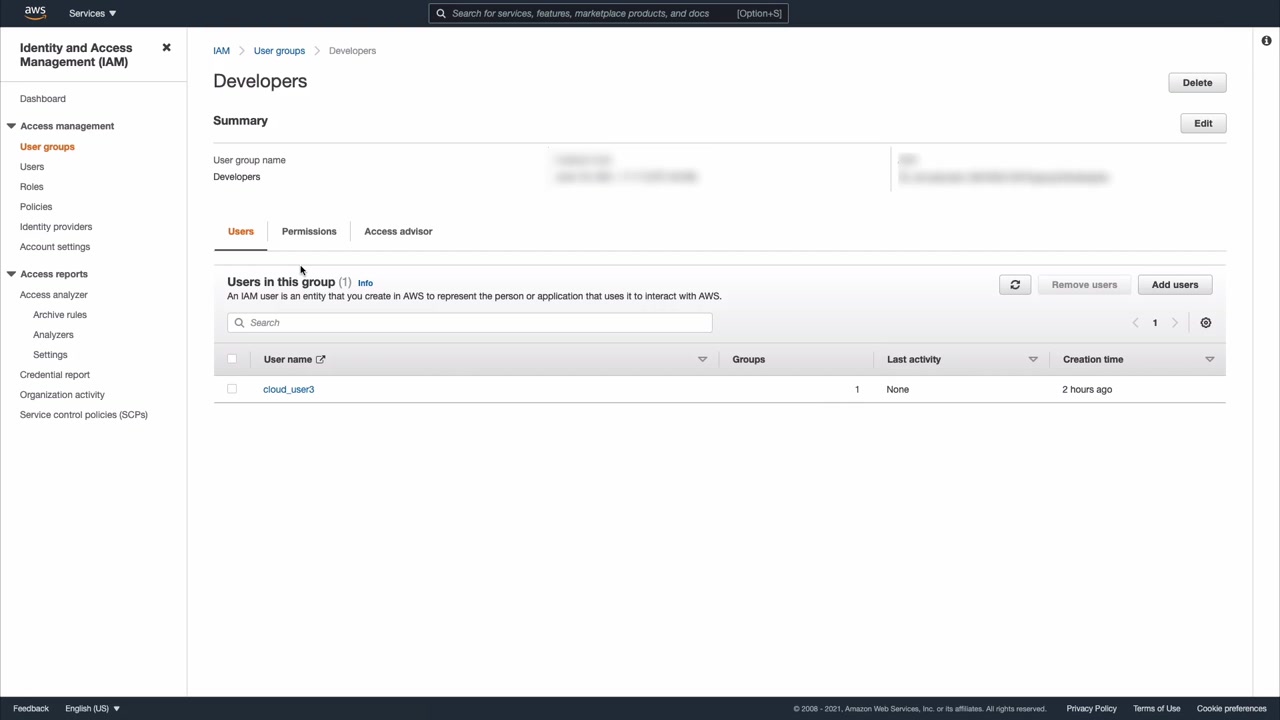 aws
Services
Search for services, features, marketplace products, and docs [Option+S]
Identity and Access
Management (IAM)
Dashboard
Access management
User groups
Users
Roles
Policies
Identity providers
Account settings
Access reports
Access analyzer
Archive rules
Analyzers
Settings
Credential report
Organization activity
Service control policies (SCPs)
IAM > User groups > Developers
Developers
Delete
Summary
Edit
User group name
Developers
Users
Permissions
Access advisor
Users in this group (1) Info
An IAM user is an entity that you create in AWS to represent the person or application that uses it to interact with AWS.
Remove users
Add users
Search
1
User name
Groups
Last activity
Creation time
cloud_user3
1
None
2 hours ago
Feedback
English (US)
© 2008 - 2021, Amazon Web Services, Inc. or its affiliates. All rights reserved.
Privacy Policy
Terms of Use
Cookie preferences